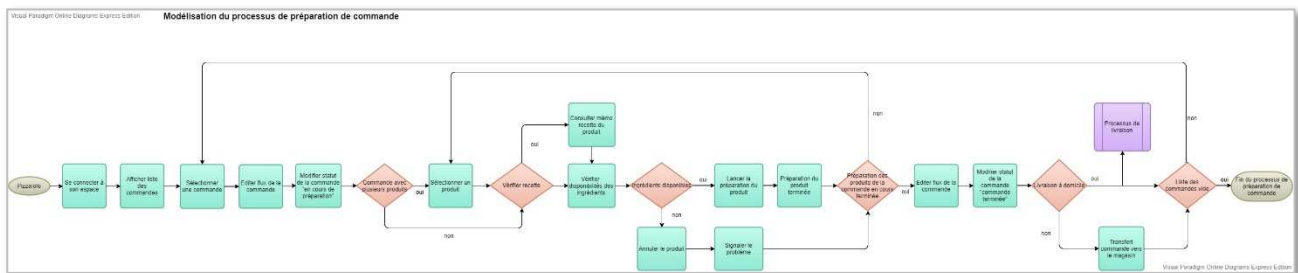 Visual Paradigm Online Diagrams Express Edition
Modélisation du processus de préparation de commande
Pizzaiolo
Se connecter à
son espace
Afficher liste
des
commandes
Sélectionner
une commande
Editer flux de la
commande
Modifier statut
de la commande
"en cours de
préparation"
Commande avec
plusieurs produits
oui
non
Sélectionner un
produit
Vérifier recette
oui
non
Consulter mémo
recette du
produit
Vérifier
disponibilités des
ingrédients
Ingrédients disponibles
oui
non
Annuler le produit
Signaler le
problème
Lancer la
préparation du
produit
Préparation du
produit
terminée
Préparation des
produits de la
commande en cours
terminée
non
oui
Editer flux de la
commande
Modifier statut
de la
commande
"commande
terminée"
Livraison à domicile
oui
non
Processus de
livraison
Transfert
commande vers
le magasin
Liste des
commandes vide
non
oui
Fin du processus de
préparation de
commande
Visual Paradigm Online Diagrams Express Edition